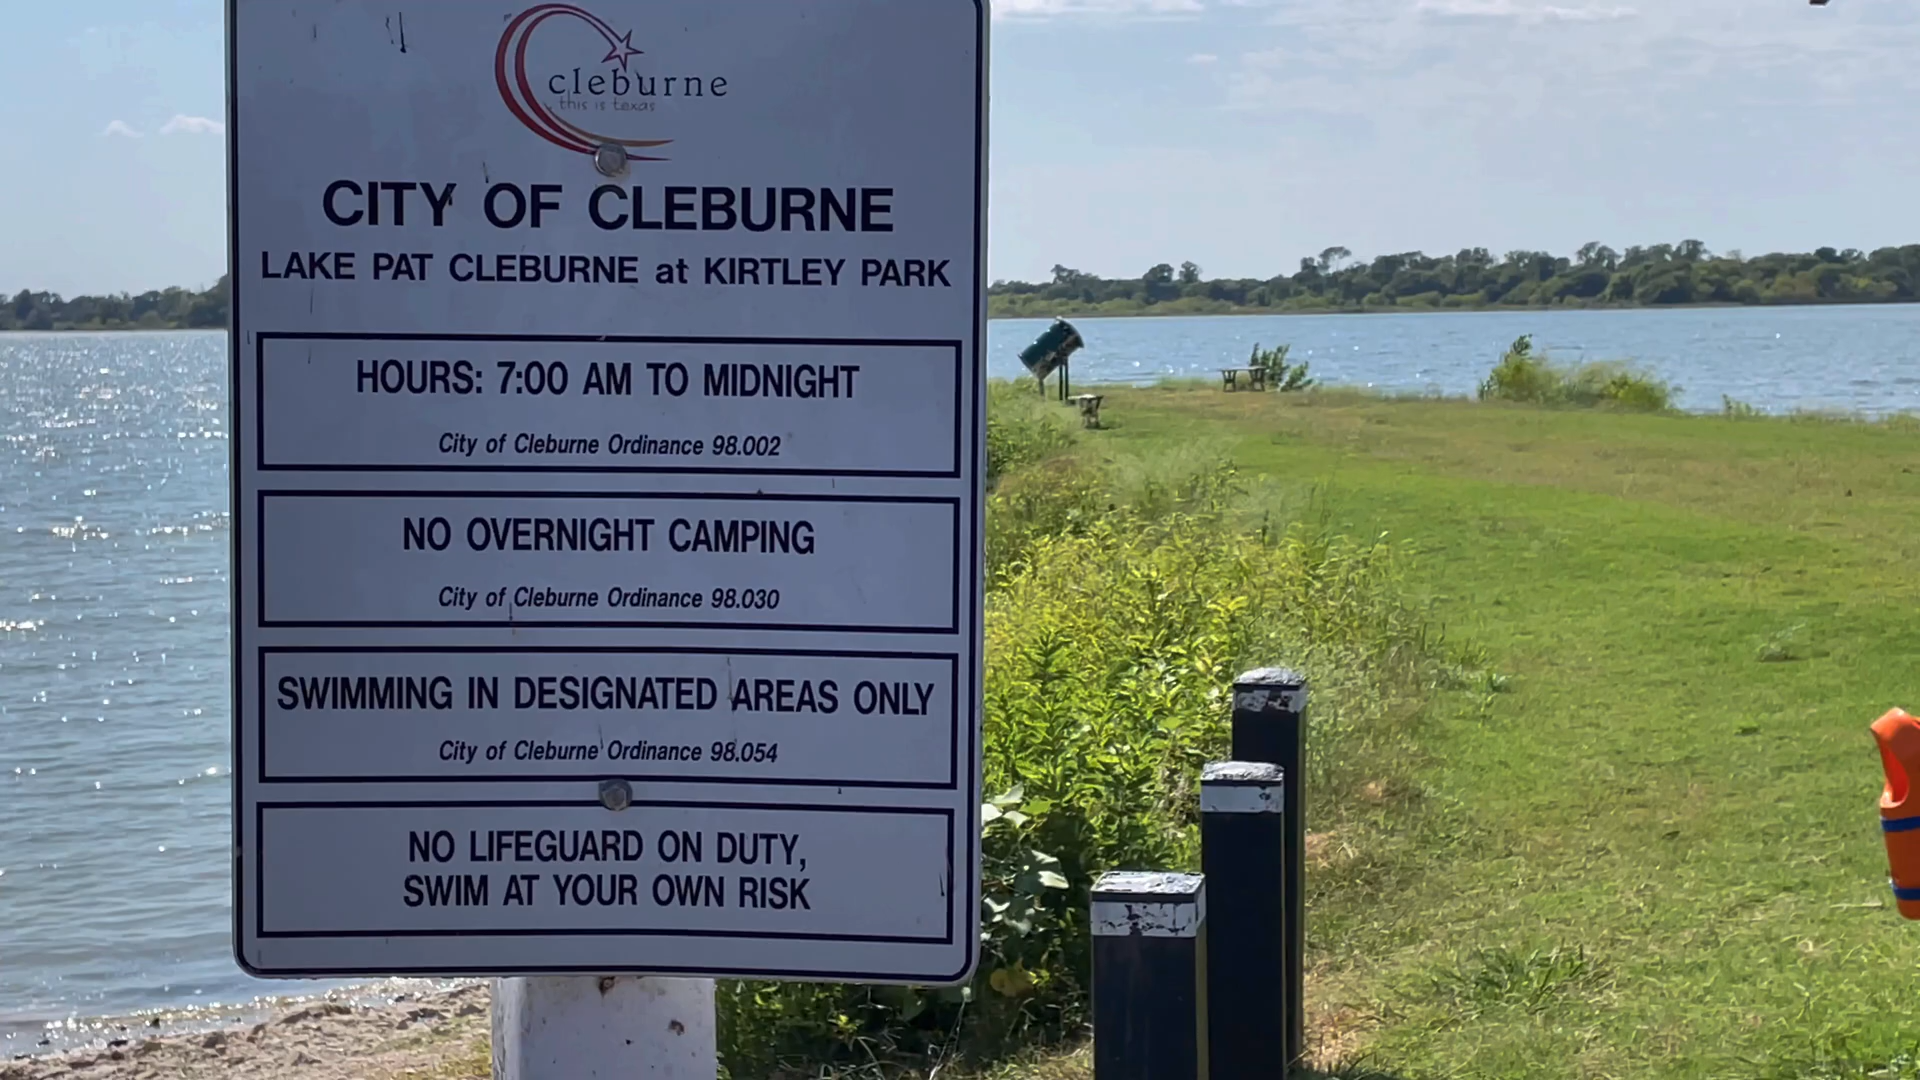 cleburne
this is texas
CITY OF CLEBURNE
LAKE PAT CLEBURNE at KIRTLEY PARK
HOURS: 7:00 AM TO MIDNIGHT
City of Cleburne Ordinance 98.002
NO OVERNIGHT CAMPING
City of Cleburne Ordinance 98.030
SWIMMING IN DESIGNATED AREAS ONLY
City of Cleburne Ordinance 98.054
NO LIFEGUARD ON DUTY,
SWIM AT YOUR OWN RISK